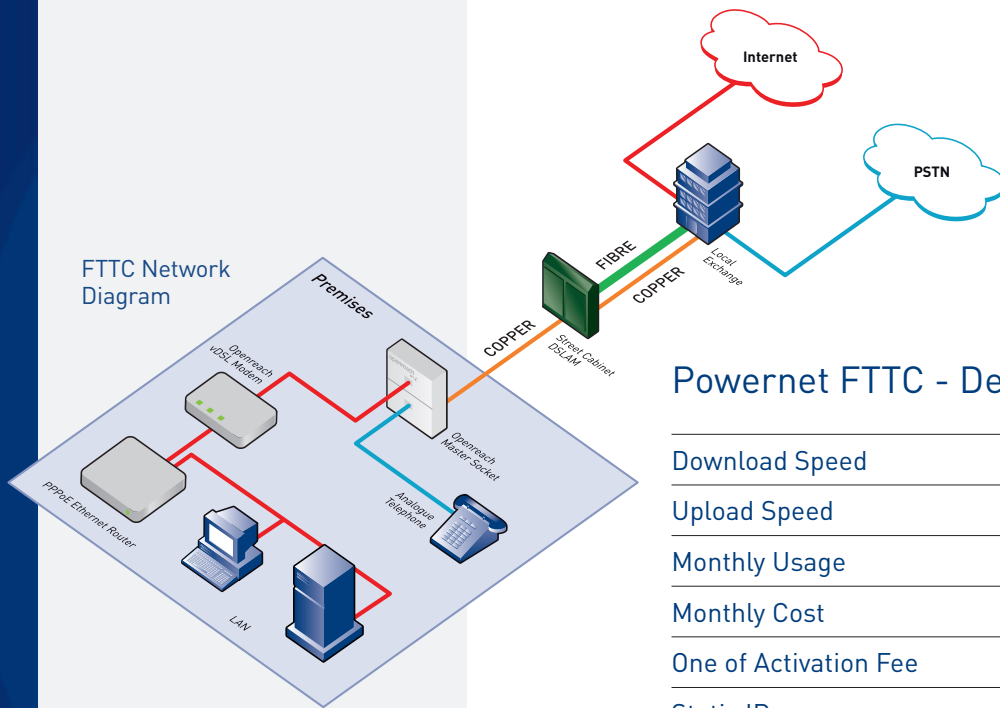 Internet
PSTN
FIBRE
COPPER
Local
Exchange
FTTC Network
Diagram
Premises
COPPER
Street Cabinet
DSLAM
Openreach
vDSL Modem
Openreach
Master Socket
PPPoE Ethernet Router
Analogue
Telephone
LAN
Powernet FTTC - De
Download Speed
Upload Speed
Monthly Usage
Monthly Cost
One of Activation Fee
Static IP